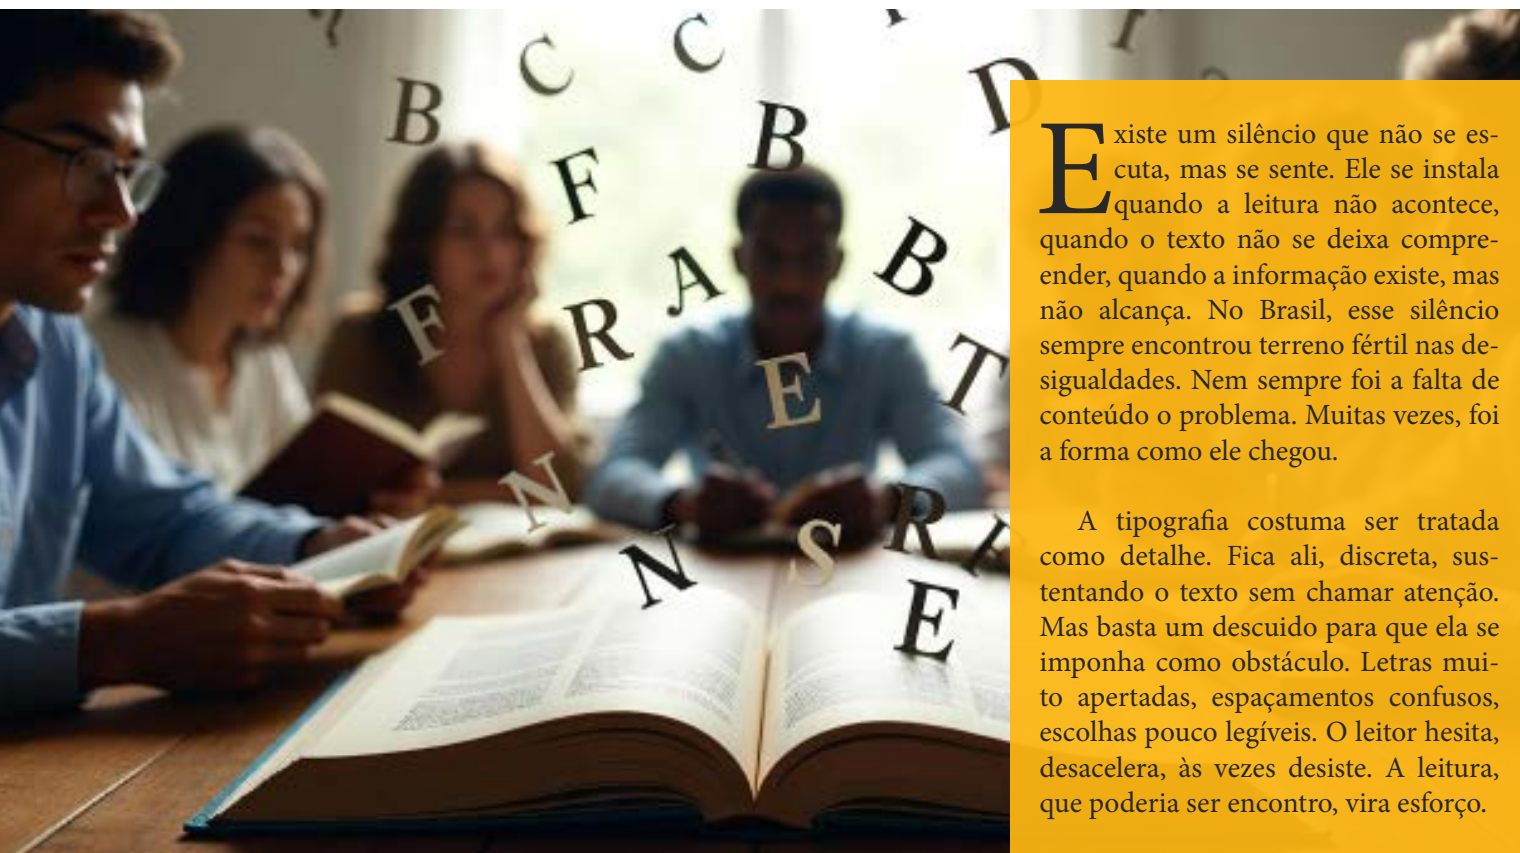 B
C
C
D
B
F
B
A
F
R
T
E
N
R
S
N
E
Existe um silêncio que não se es-
cuta, mas se sente. Ele se instala
quando a leitura não acontece,
quando o texto não se deixa compre-
ender, quando a informação existe, mas
não alcança. No Brasil, esse silêncio
sempre encontrou terreno fértil nas de-
sigualdades. Nem sempre foi a falta de
conteúdo o problema. Muitas vezes, foi
a forma como ele chegou.
A tipografia costuma ser tratada
como detalhe. Fica ali, discreta, sus-
tentando o texto sem chamar atenção.
Mas basta um descuido para que ela se
imponha como obstáculo. Letras mui-
to apertadas, espaçamentos confusos,
escolhas pouco legíveis. O leitor hesita,
desacelera, às vezes desiste. A leitura,
que poderia ser encontro, vira esforço.